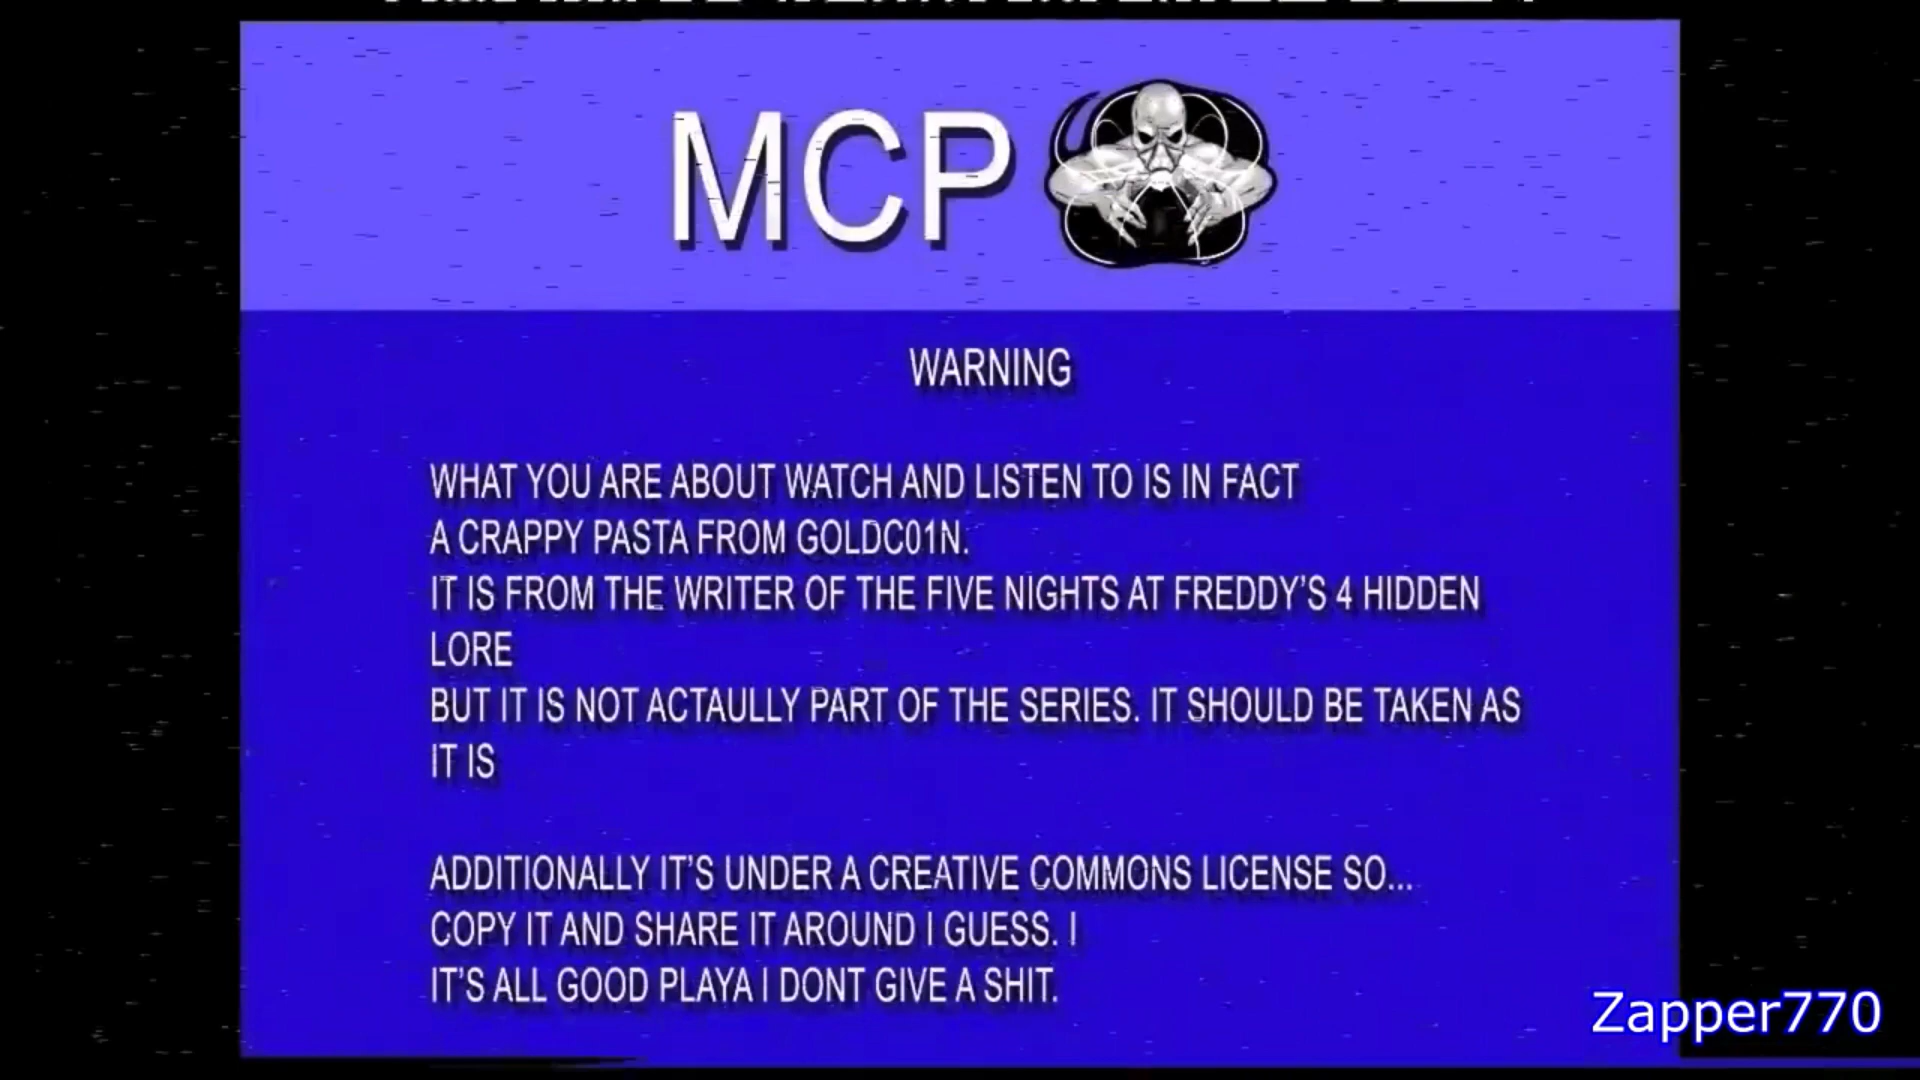 MCP
WARNING
WHAT YOU ARE ABOUT WATCH AND LISTEN TO IS IN FACT
A CRAPPY PASTA FROM GOLDC01N.
IT IS FROM THE WRITER OF THE FIVE NIGHTS AT FREDDY'S 4 HIDDEN
LORE
BUT IT IS NOT ACTAULLY PART OF THE SERIES. IT SHOULD BE TAKEN AS
IT IS
ADDITIONALLY IT'S UNDER A CREATIVE COMMONS LICENSE SO...
COPY IT AND SHARE IT AROUND I GUESS. I
IT'S ALL GOOD PLAYA I DONT GIVE A SHIT.
Zapper770